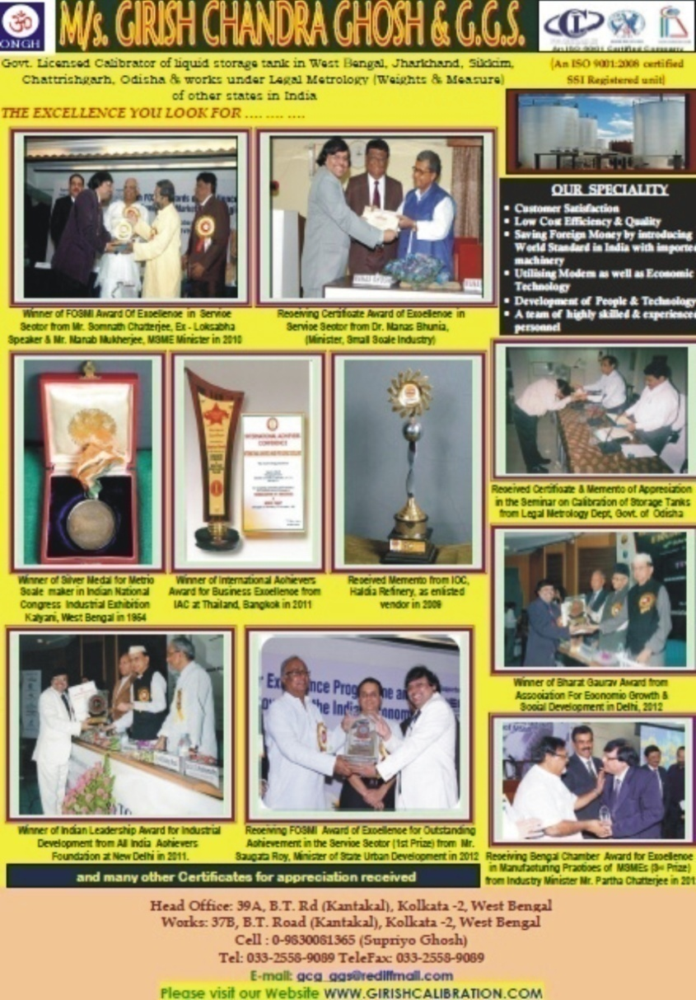 ONGH
M/s. GIRISH CHANDRA GHOSH & G.G.S.
An ISO 9001 Certified Company
Govt. Licensed Calibrator of liquid storage tank in West Bengal, Jharkhand, Sikkim,
Chattrishgarh, Odisha & works under Legal Metrology (Weights & Measure)
of other states in India
(An ISO 9001:2008 certified
SSI Registered unit)
THE EXCELLENCE YOU LOOK FOR .... .... ....
OUR SPECIALITY
• Customer Satisfaction
• Low Cost Efficiency & Quality
• Saving Foreign Money by introducing
World Standard in India with imported
machinery
• Utilising Modern as well as Economic
Technology
• Development of People & Technology
• A team of highly skilled & experienced
personnel
Winner of FOSMI Award Of Excellence in Service
Sector from Mr. Somnath Chatterjee, Ex - Loksabha
Speaker & Mr. Manab Mukherjee, MSME Minister in 2010
Receiving Certificate Award of Excellence in
Service Sector from Dr. Manas Bhunia,
(Minister, Small Scale Industry)
INTERNATIONAL ACHIEVERS
CONFERENCE
Received Certificate & Memento of Appreciation
in the Seminar on Calibration of Storage Tanks
from Legal Metrology Dept, Govt. of Odisha
Winner of Silver Medal for Metric
Scale maker in Indian National
Congress Industrial Exhibition
Kalyani, West Bengal in 1954
Winner of International Achievers
Award for Business Excellence from
IAC at Thailand, Bangkok in 2011
Received Memento from IOC,
Haldia Refinery, as enlisted
vendor in 2009
Winner of Bharat Gaurav Award from
Association For Economic Growth &
Social Development in Delhi, 2012
Winner of Indian Leadership Award for Industrial
Development from All India Achievers
Foundation at New Delhi in 2011.
Receiving FOSMI Award of Excellence for Outstanding
Achievement in the Service Sector (1st Prize) from Mr.
Saugata Roy, Minister of State Urban Development in 2012
Receiving Bengal Chamber Award for Excellence
in Manufacturing Practices of MSMEs (3rd Prize)
from Industry Minister Mr. Partha Chatterjee in 201
and many other Certificates for appreciation received
Head Office: 39A, B.T. Rd (Kantakal), Kolkata -2, West Bengal
Works: 37B, B.T. Road (Kantakal), Kolkata -2, West Bengal
Cell : 0-9830081365 (Supriyo Ghosh)
Tel: 033-2558-9089 TeleFax: 033-2558-9089
E-mail: gcg_ggs@rediffmail.com
Please visit our Website WWW.GIRISHCALIBRATION.COM